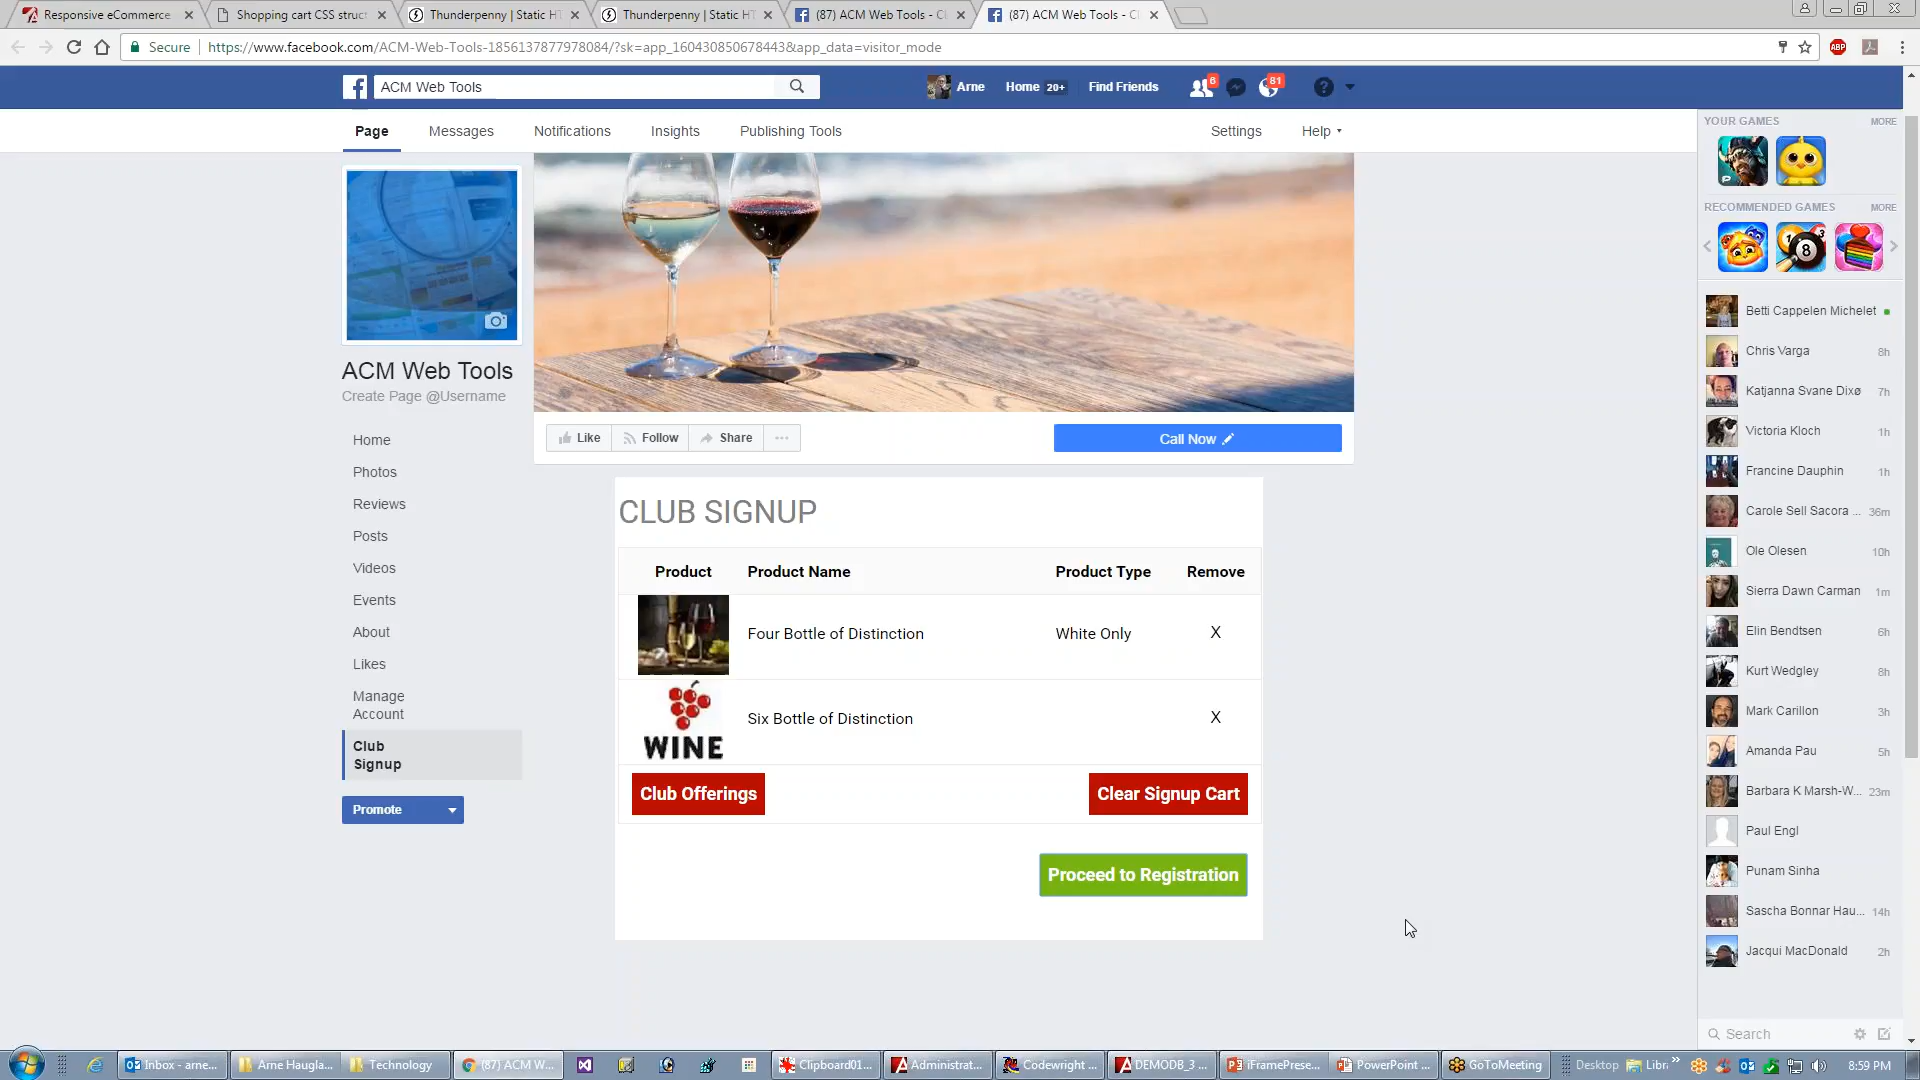 Responsive eCommerce
Shopping cart CSS struct
Thunderpenny | Static HT
Thunderpenny | Static HT
(87) ACM Web Tools - Cl
(87) ACM Web Tools - Cl
Secure
https://www.facebook.com/ACM-Web-Tools-1856137877978084/?sk=app_160430850678443&app_data=visitor_mode
ABP
ACM Web Tools
Arne
Home 20+
Find Friends
6
81
Page
Messages
Notifications
Insights
Publishing Tools
Settings
Help
ACM Web Tools
Create Page @Username
Home
Photos
Reviews
Posts
Videos
Events
About
Likes
Manage
Account
Club
Signup
Promote
Like
Follow
Share
Call Now
CLUB SIGNUP
Product Product Name Product Type Remove
Four Bottle of Distinction White Only X
WINE
Six Bottle of Distinction X
Club Offerings
Clear Signup Cart
Proceed to Registration
YOUR GAMES MORE
RECOMMENDED GAMES MORE
8
Betti Cappelen Michelet
Chris Varga 8h
Katjanna Svane Dixø 7h
Victoria Kloch 1h
Francine Dauphin 1h
Carole Sell Sacora ... 36m
Ole Olesen 10h
Sierra Dawn Carman 1m
Elin Bendtsen 6h
Kurt Wedgley 8h
Mark Carillon 3h
Amanda Pau 5h
Barbara K Marsh-W... 23m
Paul Engl
Punam Sinha
Sascha Bonnar Hau... 14h
Jacqui MacDonald 2h
Search
Inbox - arne...
Arne Haugla...
Technology
(87) ACM W...
Clipboard01...
Administrat...
Codewright ...
DEMODB_3 ...
iFramePrese...
PowerPoint ...
GoToMeeting
Desktop
Libr
8:59 PM